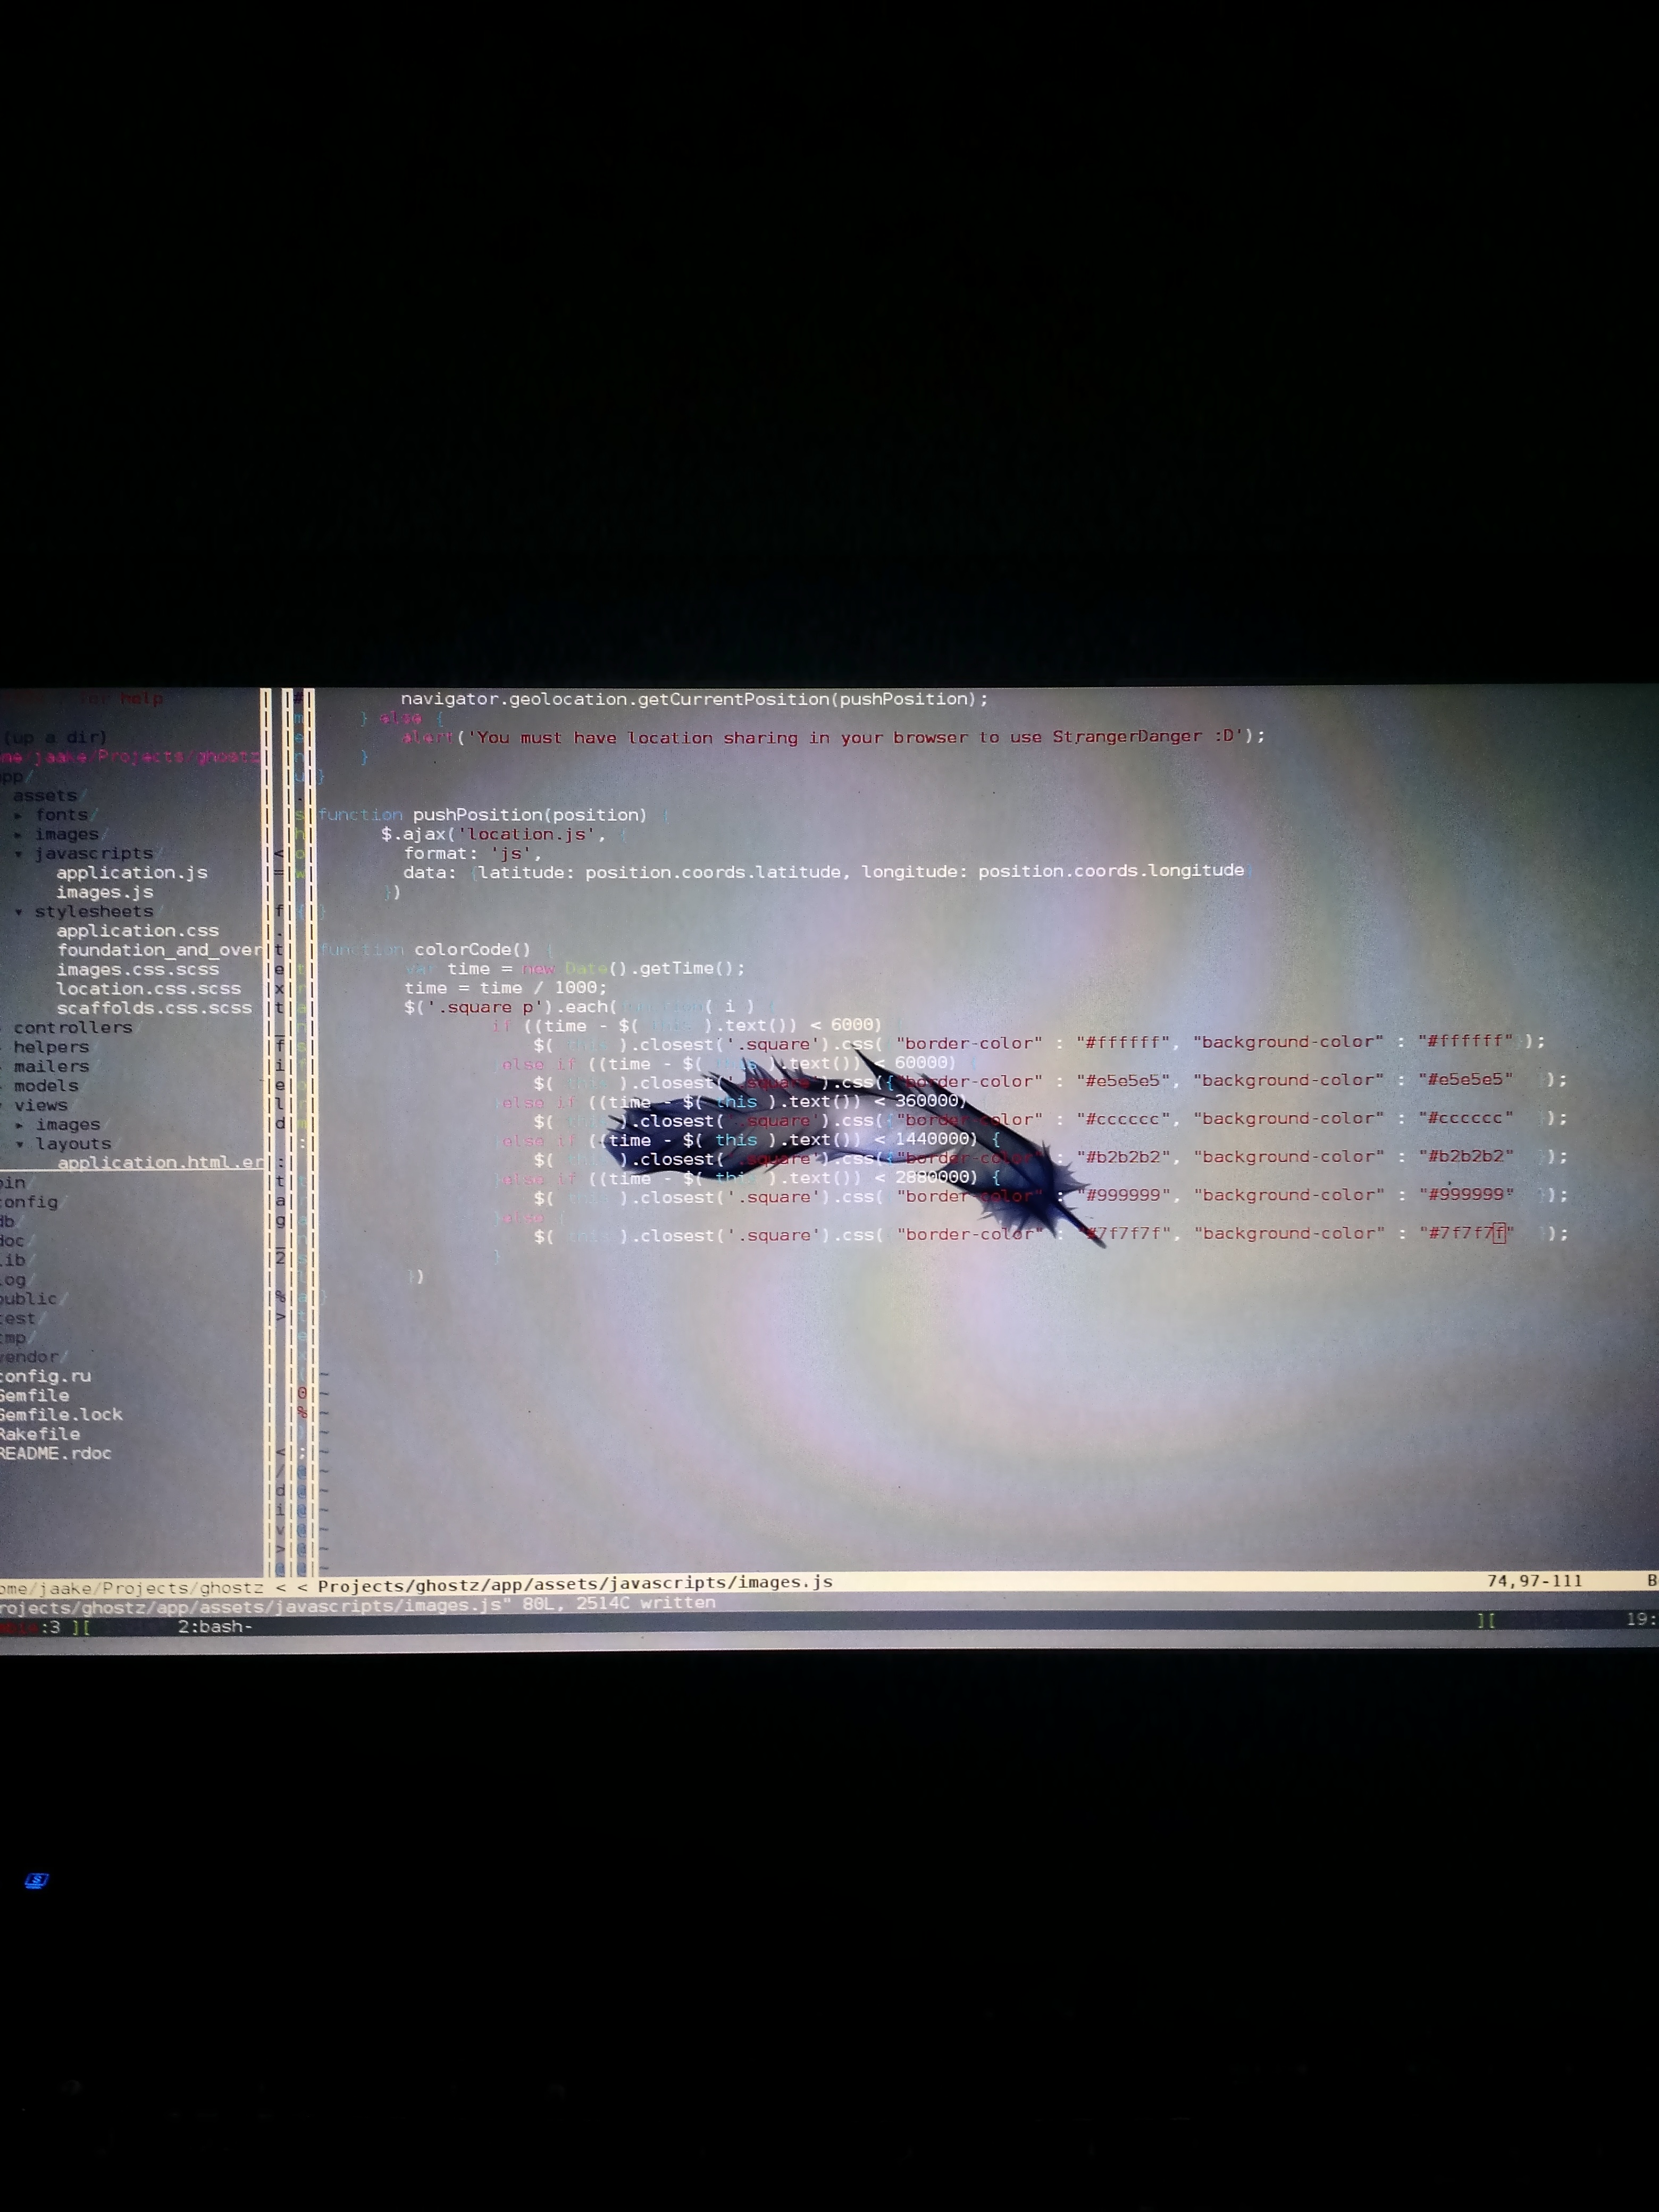 for help
navigator.geolocation.getCurrentPosition(pushPosition);
} else {
(up a dir)
alert('You must have location sharing in your browser to use StrangerDanger :D');
me/jaake/Projects/ghostz
}
pp/
}
assets/
▸ fonts/
function pushPosition(position) {
▸ images/
$.ajax('location.js', {
▾ javascripts/
format: 'js',
application.js
data: {latitude: position.coords.latitude, longitude: position.coords.longitude}
images.js
})
▾ stylesheets/
}
application.css
foundation_and_over
function colorCode() {
images.css.scss
var time = new Date().getTime();
location.css.scss
time = time / 1000;
scaffolds.css.scss
$('.square p').each(function( i ) {
controllers/
if ((time - $( this ).text()) < 6000)
helpers/
$( this ).closest('.square').css( "border-color" : "#ffffff", "background-color" : "#ffffff" });
mailers/
}else if ((time - $( this ).text()) < 60000) {
models/
$( this ).closest('.square').css({"border-color" : "#e5e5e5", "background-color" : "#e5e5e5" });
views/
}else if ((time - $( this ).text()) < 360000)
▸ images/
$( this ).closest('.square').css({"border-color" : "#cccccc", "background-color" : "#cccccc" });
▾ layouts/
}else if ((time - $( this ).text()) < 1440000) {
application.html.er
$( this ).closest('.square').css({"border-color" : "#b2b2b2", "background-color" : "#b2b2b2" });
bin/
}else if ((time - $( this ).text()) < 2880000) {
config/
$( this ).closest('.square').css( "border-color" : "#999999", "background-color" : "#999999" });
db/
}else {
doc/
$( this ).closest('.square').css( "border-color" : "#7f7f7f", "background-color" : "#7f7f7f" });
lib/
}
log/
})
public/
}
test/
tmp/
vendor/
config.ru
Gemfile
Gemfile.lock
Rakefile
README.rdoc
ome/jaake/Projects/ghostz < < Projects/ghostz/app/assets/javascripts/images.js 74,97-111 B
rojects/ghostz/app/assets/javascripts/images.js" 80L, 2514C written
:3 ][ 2:bash- ][ 19: